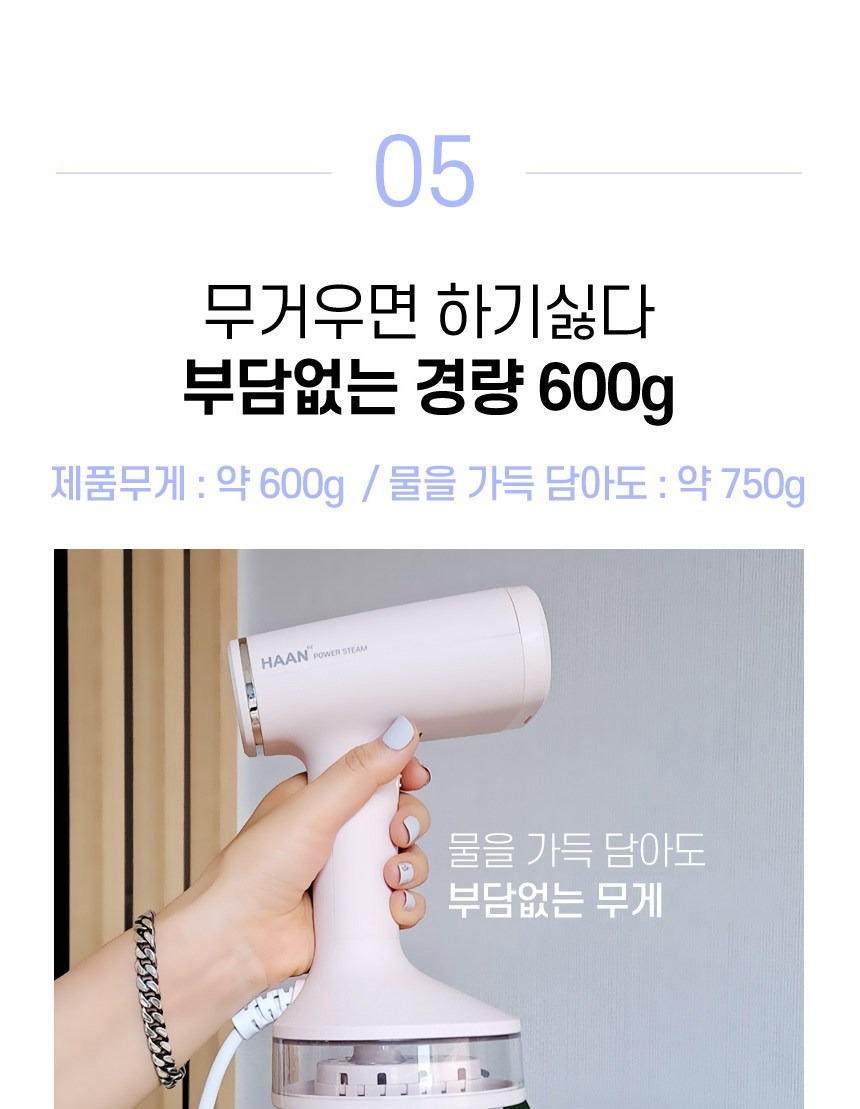 05
무거우면 하기싫다
부담없는 경량 600g
제품무게 : 약 600g / 물을 가득 담아도 : 약 750g
HAAN POWER STEAM
물을 가득 담아도
부담없는 무게